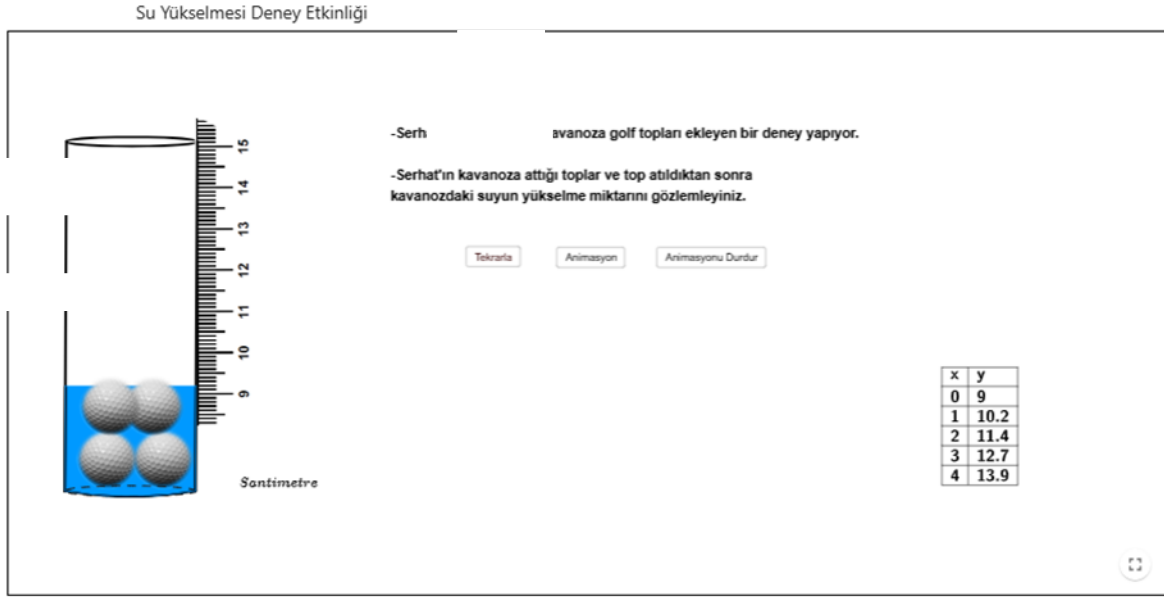 Su Yükselmesi Deney Etkinliği
-Serh avanoza golf topları ekleyen bir deney yapıyor.
-Serhat'ın kavanoza attığı toplar ve top atıldıktan sonra
kavanozdaki suyun yükselme miktarını gözlemleyiniz.
Tekrarla Animasyon Animasyonu Durdur
15
14
13
12
11
10
9
Santimetre
x y
0 9
1 10.2
2 11.4
3 12.7
4 13.9